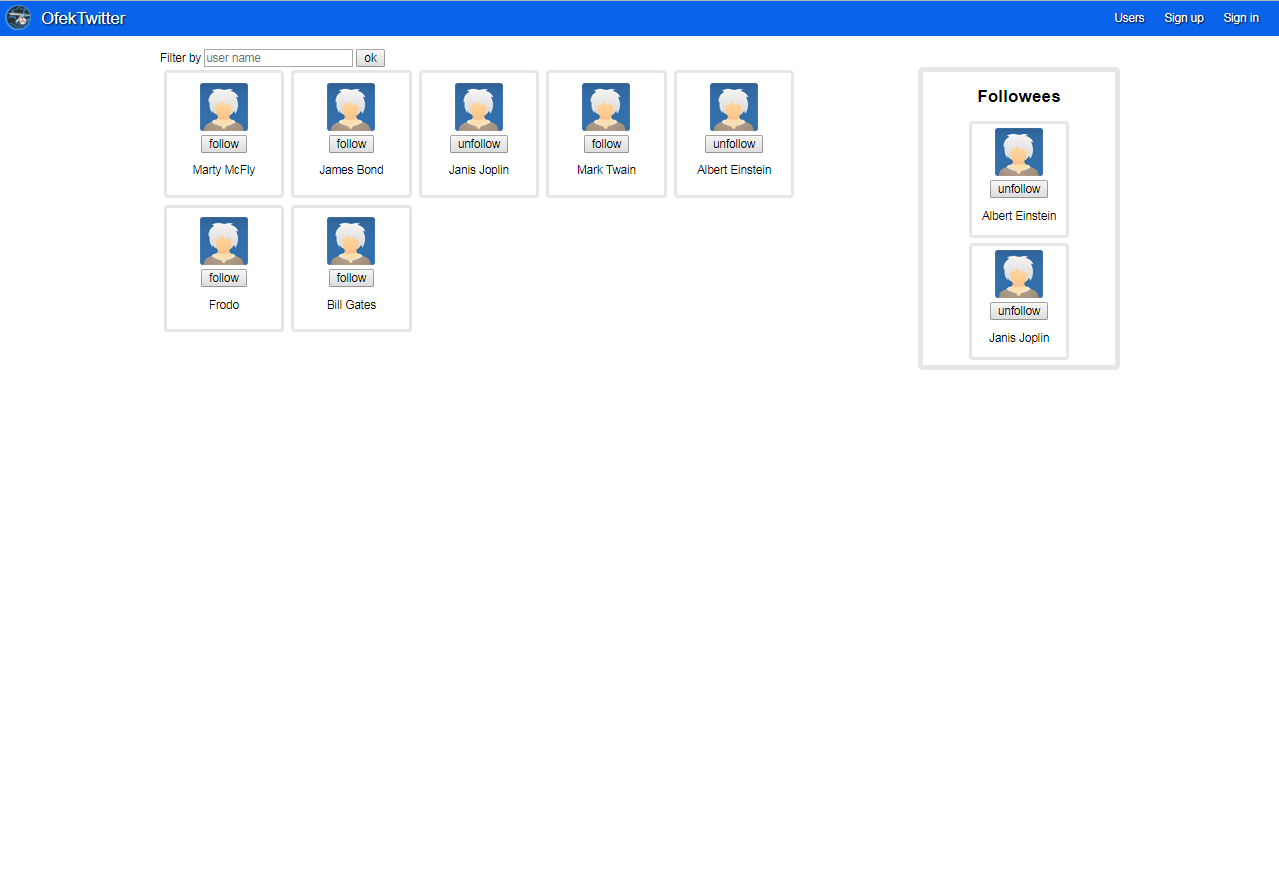 OfekTwitter Users Sign up Sign in
Filter by user name ok
follow follow unfollow follow unfollow
Marty McFly James Bond Janis Joplin Mark Twain Albert Einstein
follow follow
Frodo Bill Gates
Followees
unfollow
Albert Einstein
unfollow
Janis Joplin